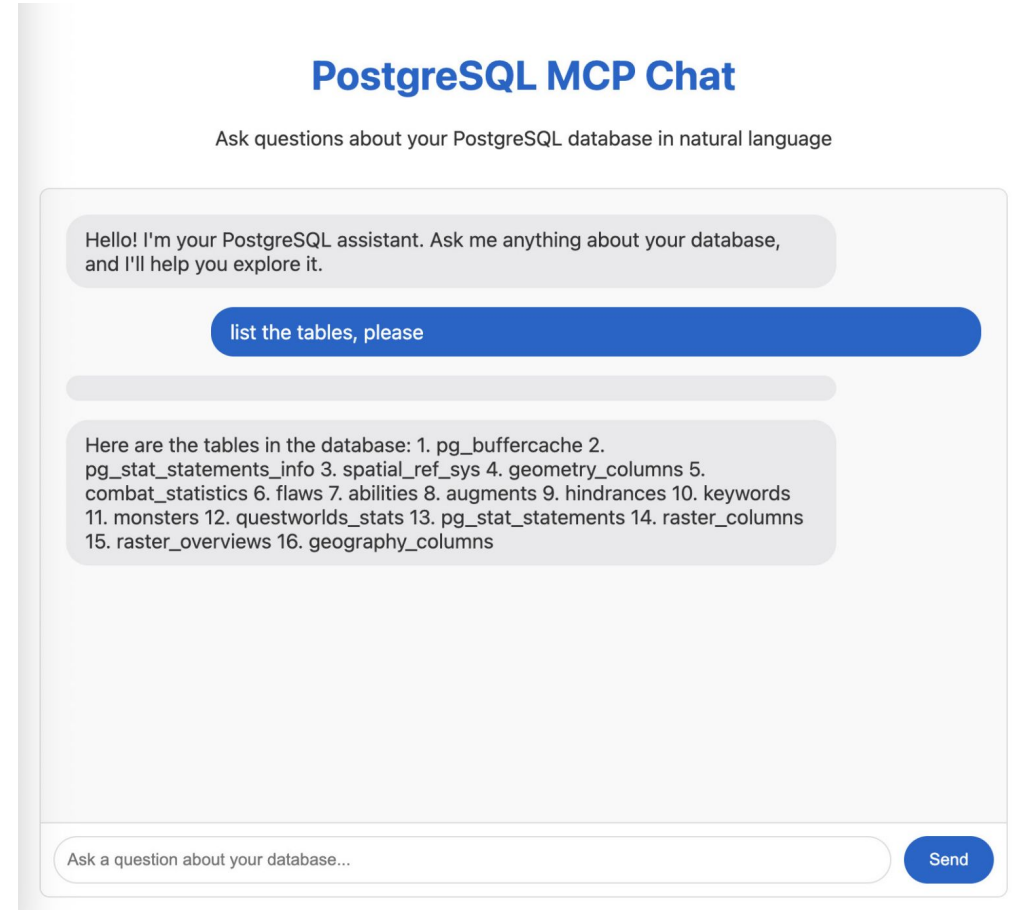 PostgreSQL MCP Chat
Ask questions about your PostgreSQL database in natural language
Hello! I'm your PostgreSQL assistant. Ask me anything about your database,
and I'll help you explore it.
list the tables, please
Here are the tables in the database: 1. pg_buffercache 2.
pg_stat_statements_info 3. spatial_ref_sys 4. geometry_columns 5.
combat_statistics 6. flaws 7. abilities 8. augments 9. hindrances 10. keywords
11. monsters 12. questworlds_stats 13. pg_stat_statements 14. raster_columns
15. raster_overviews 16. geography_columns
Ask a question about your database...
Send